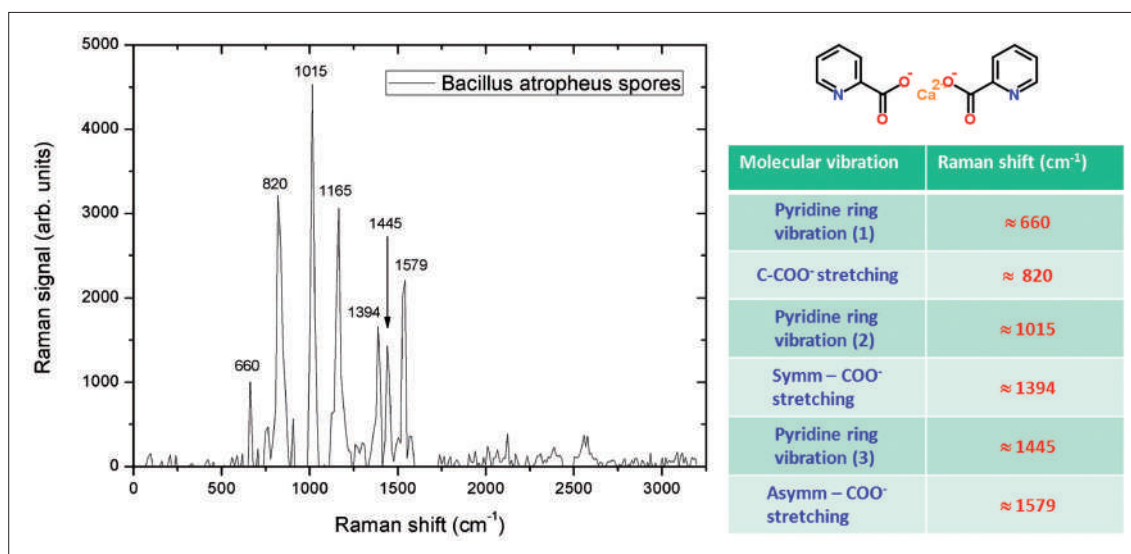 5000
4000
3000
2000
1000
0
Raman signal (arb. units)
0 500 1000 1500 2000 2500 3000
Raman shift (cm-1)
Bacillus atropheus spores
660
820
1015
1165
1394
1445
1579
N O- O Ca2+ O- O N
Molecular vibration Raman shift (cm-1)
Pyridine ring
vibration (1)
≈ 660
C-COO- stretching ≈ 820
Pyridine ring
vibration (2)
≈ 1015
Symm – COO-
stretching
≈ 1394
Pyridine ring
vibration (3)
≈ 1445
Asymm – COO-
stretching
≈ 1579